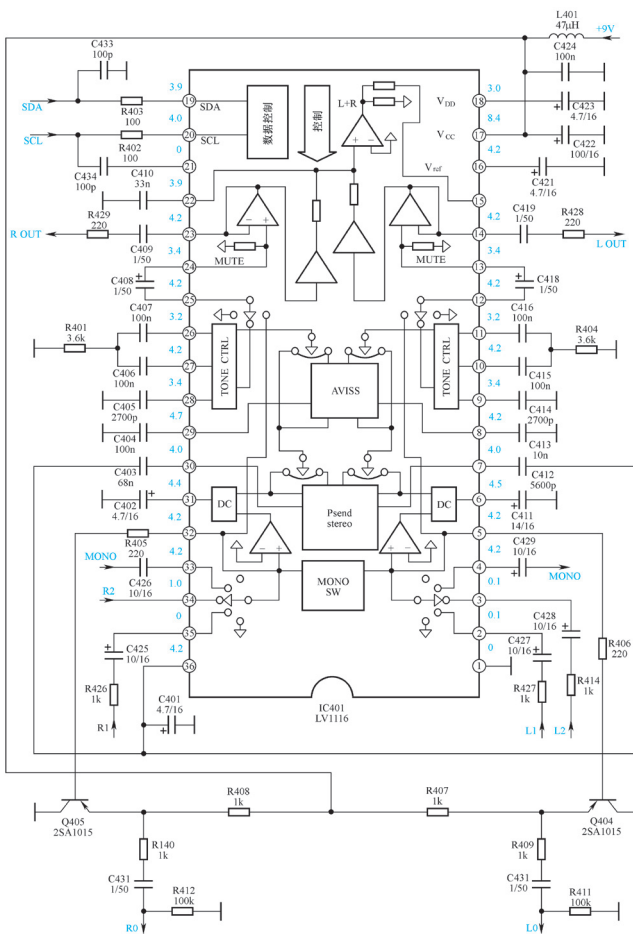 L401
47μH
+9V
C433
100p
C424
100n
3.9
3.0
SDA
19
SDA
L+R
VDD
18
C423
4.7/16
R403
100
4.0
数据控制
控制
8.4
SCL
20
SCL
VCC
17
C422
100/16
R402
100
0
4.2
21
Vref
16
C434
100p
C410
33n
3.9
C421
4.7/16
22
15
R429
220
4.2
4.2
C419
1/50
R428
220
R OUT
23
14
L OUT
C409
1/50
3.4
MUTE
MUTE
3.4
24
13
C408
1/50
4.2
4.2
C418
1/50
25
12
C407
100n
3.2
3.2
C416
100n
R401
3.6k
26
TONE CTRL
TONE CTRL
11
R404
3.6k
4.2
4.2
27
10
C406
100n
3.4
3.4
C415
100n
C405
2700p
28
AVISS
9
C414
2700p
4.7
4.2
29
8
C404
100n
4.0
4.0
C413
10n
30
7
C403
68n
4.4
4.5
C412
5600p
31
DC
Psend
stereo
DC
6
C402
4.7/16
4.2
4.2
C411
14/16
32
5
R405
220
4.2
4.2
C429
10/16
MONO
33
4
MONO
C426
10/16
1.0
MONO
SW
0.1
R2
34
3
C428
10/16
0
0.1
C425
10/16
35
2
C427
10/16
R406
220
4.2
0
36
1
R426
1k
C401
4.7/16
IC401
LV1116
R427
1k
R414
1k
R1
L1
L2
Q405
2SA1015
R408
1k
R407
1k
Q404
2SA1015
R140
1k
R409
1k
C431
1/50
R412
100k
C431
1/50
R411
100k
R0
L0